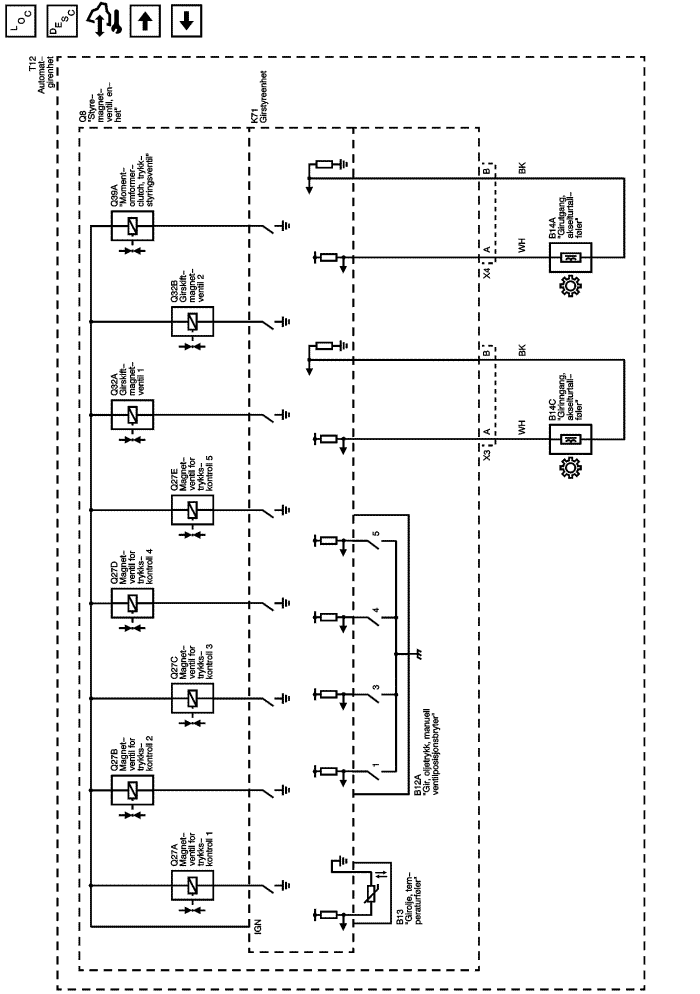 LOC
DESC
T12
Automat-
girenhet
Q8
"Styre-
magnet-
ventil, en-
het"
K71
Girstyreenhet
Q39A
"Moment-
omformer-
clutch, trykk-
styringsventil"
Q32B
Girskift-
magnet-
ventil 2
Q32A
Girskift-
magnet-
ventil 1
Q27E
Magnet-
ventil for
trykks-
kontroll 5
Q27D
Magnet-
ventil for
trykks-
kontroll 4
Q27C
Magnet-
ventil for
trykks-
kontroll 3
Q27B
Magnet-
ventil for
trykks-
kontroll 2
Q27A
Magnet-
ventil for
trykks-
kontroll 1
IGN
B
BK
A
WH
X4
B14A
"Girutgang,
akselturtall-
føler"
B
BK
A
WH
X3
B14C
"Girinngang,
akselturtall-
føler"
5
4
3
1
B12A
"Gir, oljetrykk, manuell
ventilposisjonsbryter"
B13
"Girolje, tem-
peraturføler"